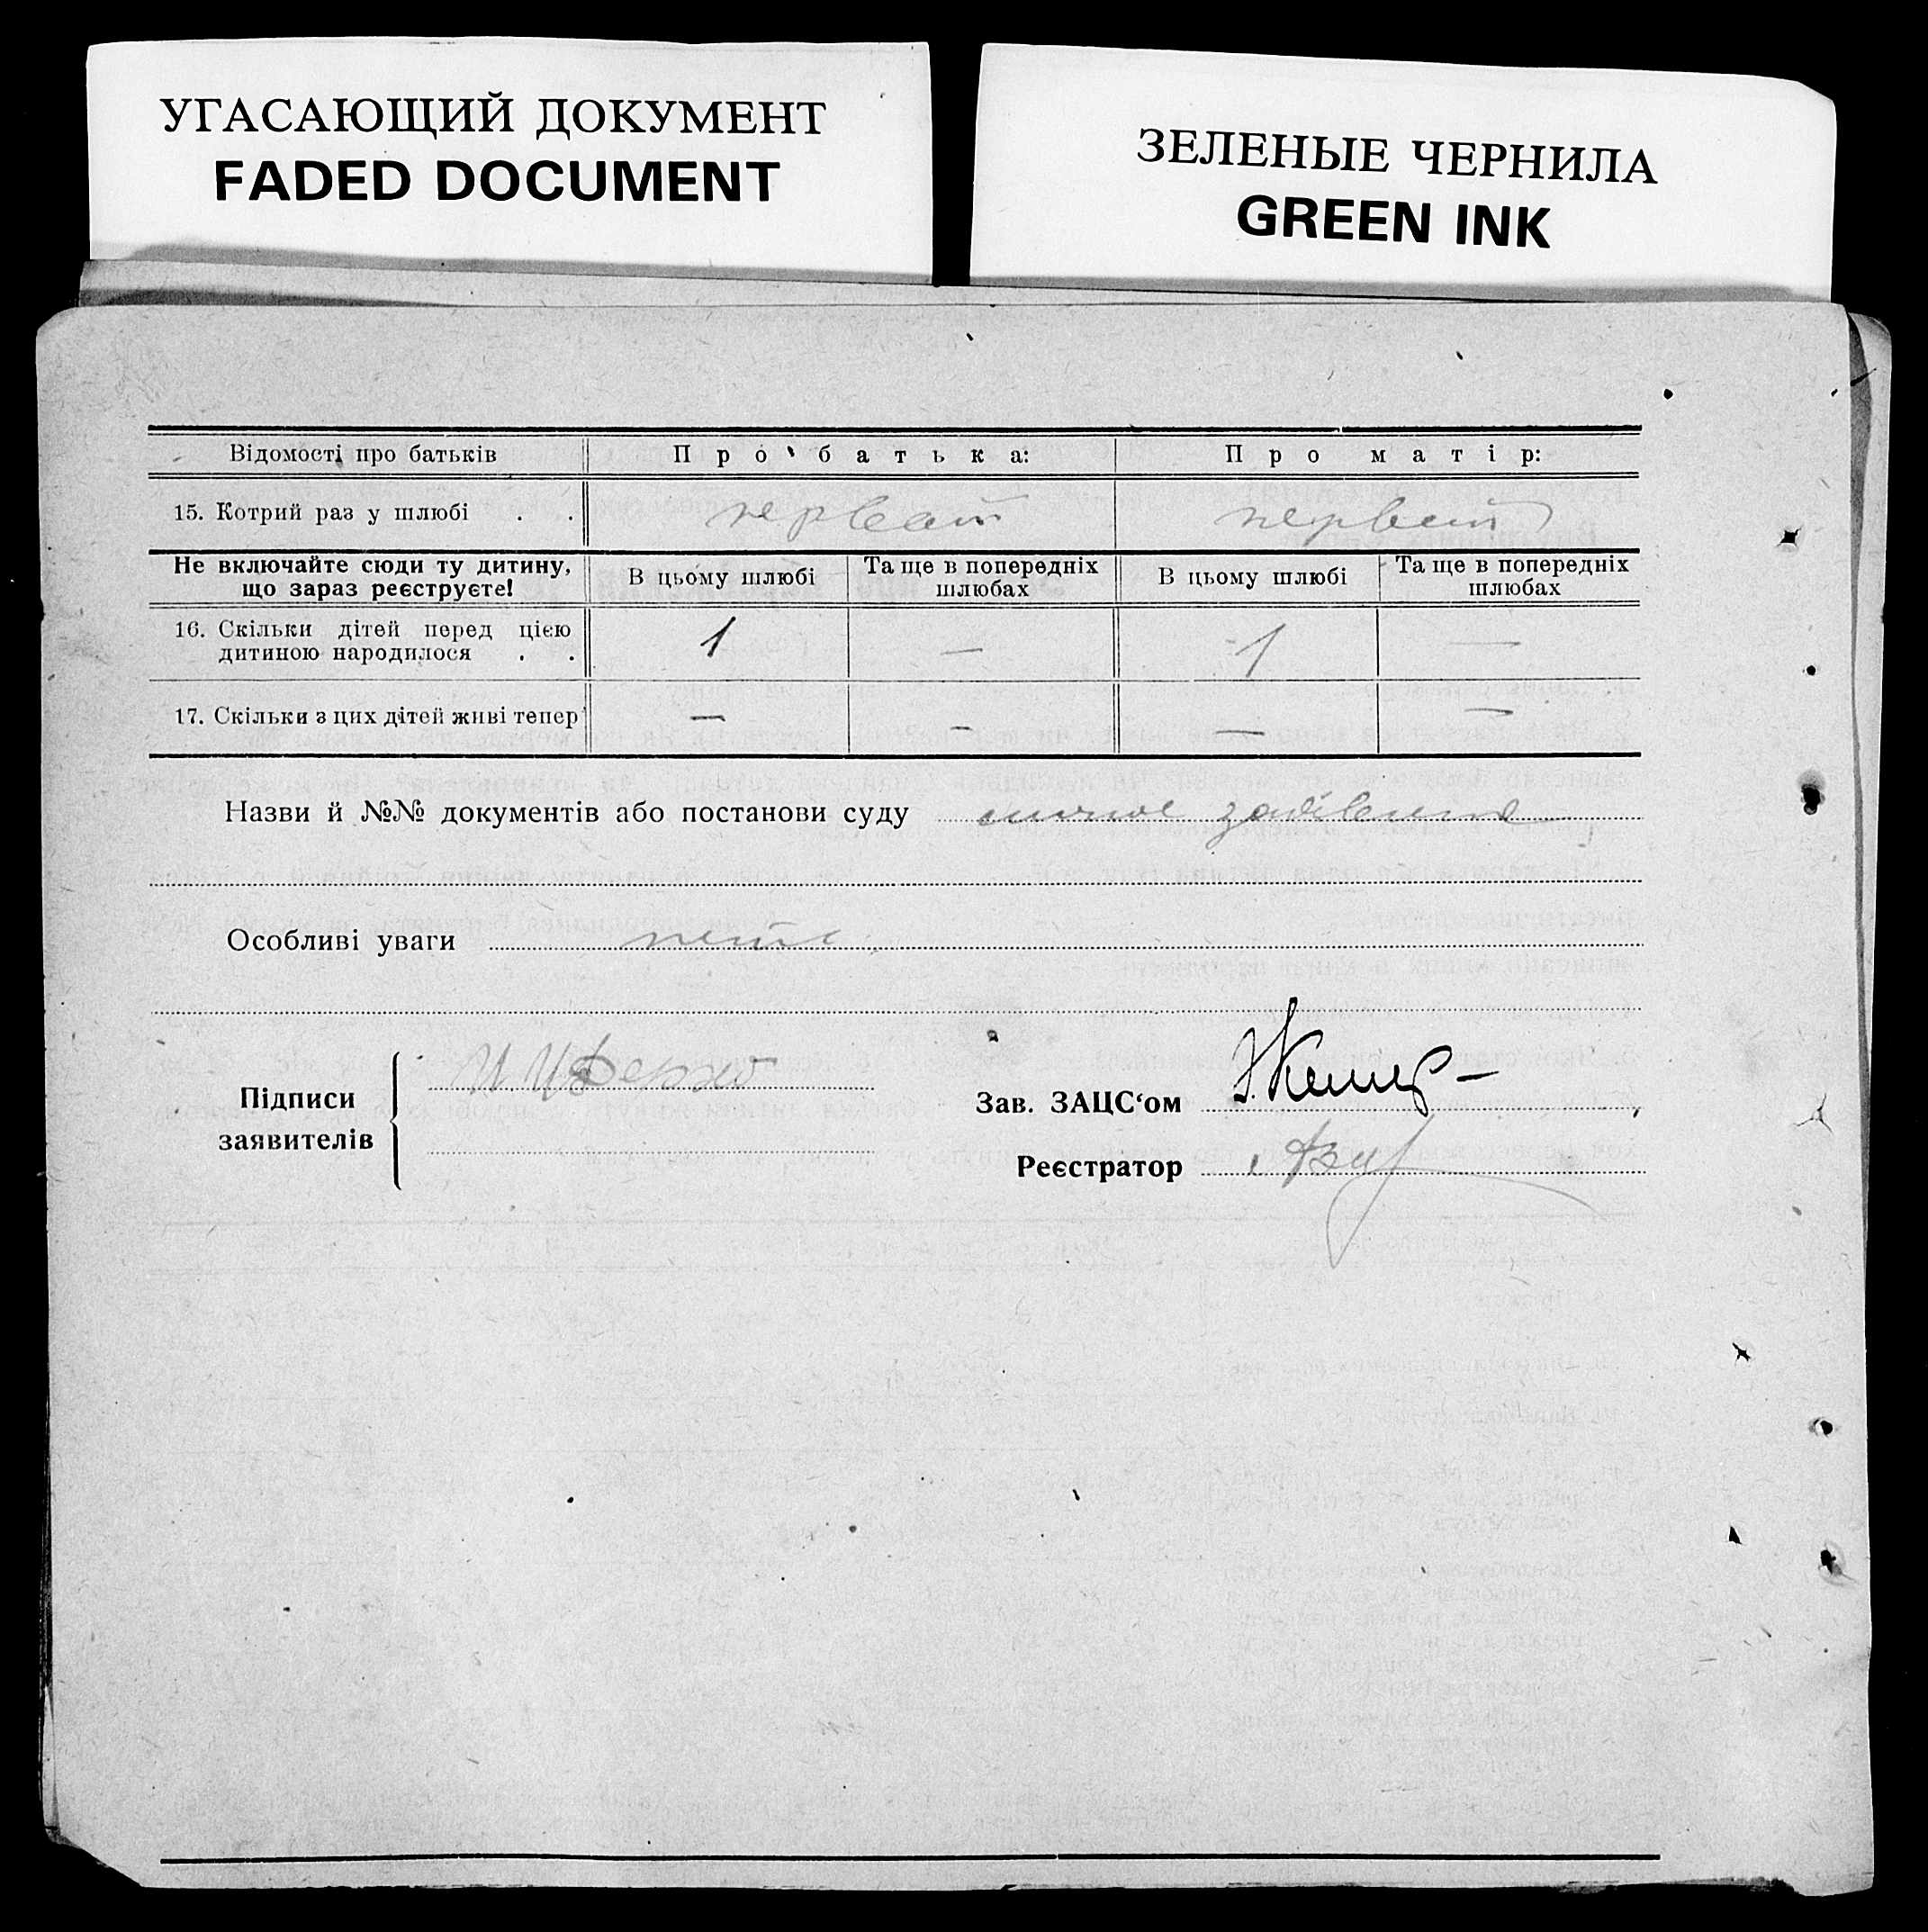 УГАСАЮЩИЙ ДОКУМЕНТ
FADED DOCUMENT
ЗЕЛЕНЫЕ ЧЕРНИЛА
GREEN INK
Відомості про батьків Про батька: Про матір:
15. Котрий раз у шлюбі . . первый первый
Не включайте сюди ту дитину, що зараз реєструєте! В цьому шлюбі Та ще в попередніх шлюбах В цьому шлюбі Та ще в попередніх шлюбах
16. Скільки дітей перед цією
дитиною народилося . . 1 — 1 —
17. Скільки з цих дітей живі тепер — — — —
Назви й №№ документів або постанови суду личное заявление
Особливі уваги
Підписи
заявителів
Зав. ЗАЦС‘ом
Реєстратор